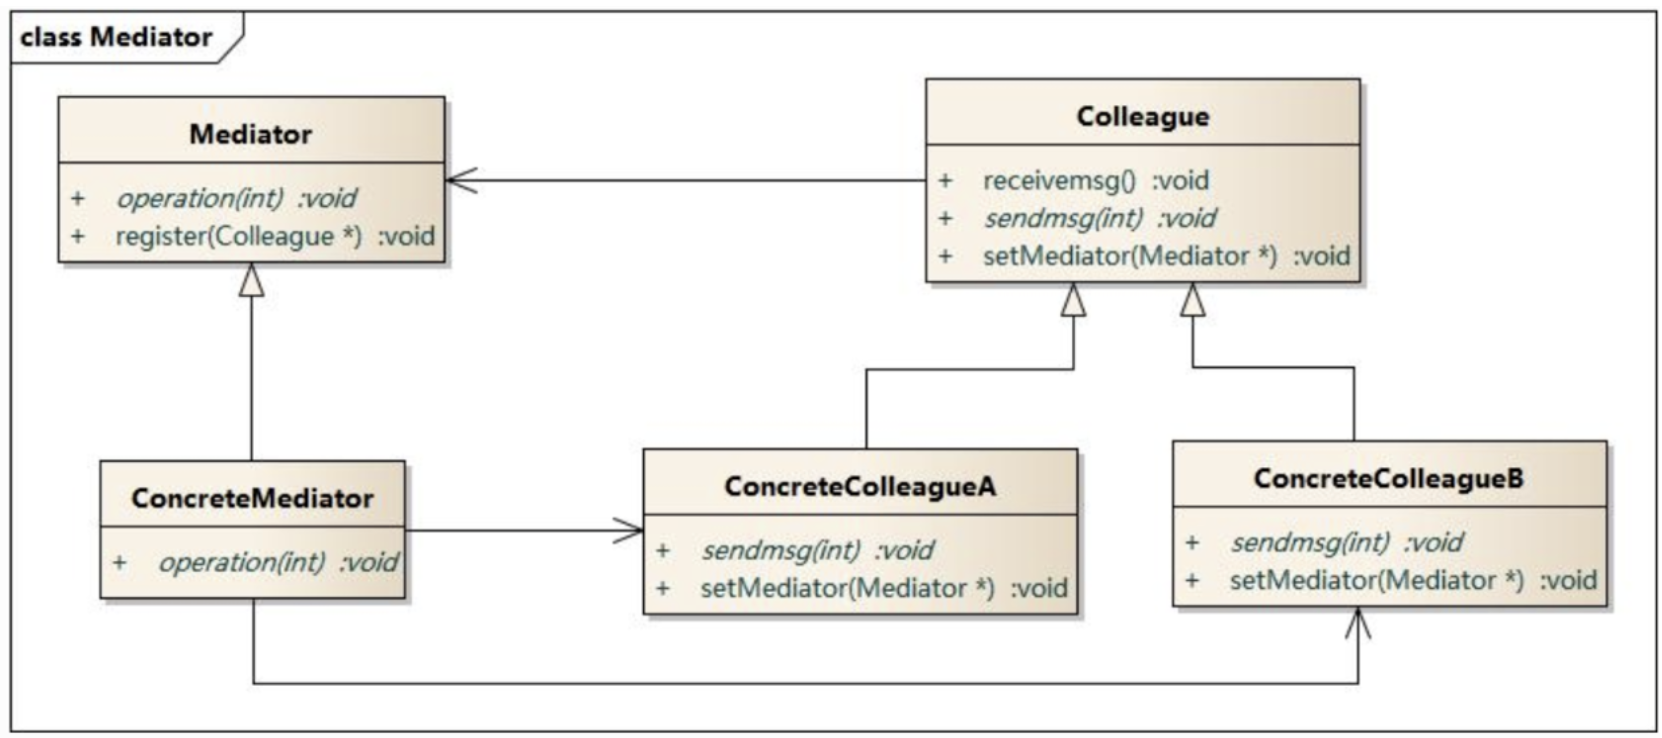 class Mediator
Mediator
+ operation(int) :void
+ register(Colleague *) :void
Colleague
+ receivemsg() :void
+ sendmsg(int) :void
+ setMediator(Mediator *) :void
ConcreteMediator
+ operation(int) :void
ConcreteColleagueA
+ sendmsg(int) :void
+ setMediator(Mediator *) :void
ConcreteColleagueB
+ sendmsg(int) :void
+ setMediator(Mediator *) :void